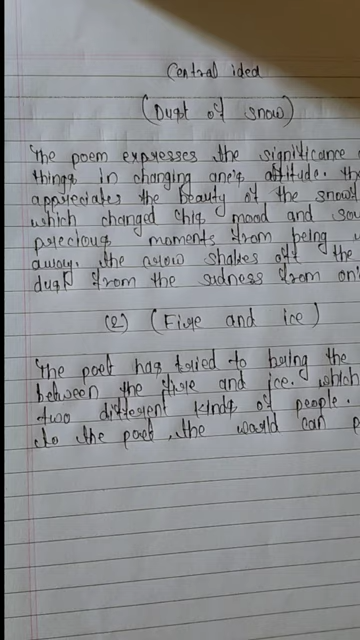 Central idea
(Dust of snow)
The poem expresses the significance
things in changing one's attitude. The
appreciates the beauty of the snow
which changed his mood and
precious moments from being
away. The crow shakes off the
dust from the sadness from
(2) (Fire and ice)
The poet has tried to bring the
between the fire and ice. which
two different kinds of people.
to the poet, the world can